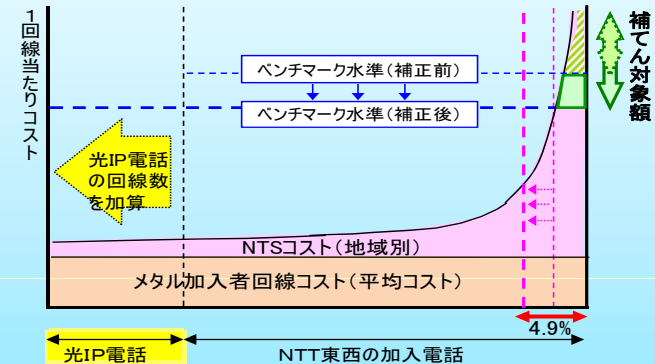 1回線当たりコスト
補てん対象額
ベンチマーク水準（補正前）
ベンチマーク水準（補正後）
光IP電話
の回線数
を加算
NTSコスト（地域別）
メタル加入者回線コスト（平均コスト）
4.9%
光IP電話
NTT東西の加入電話